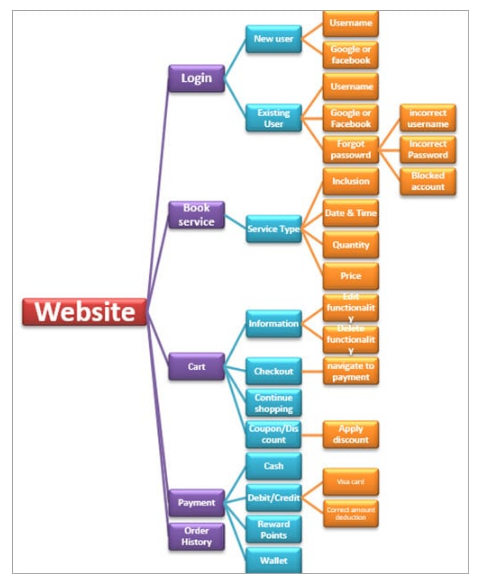 Username
New user
Google or
facebook
Login
Username
Existing
User
Google or
Facebook
incorrect
username
Forgot
passowrd
Incorrect
Password
Blocked
account
Inclusion
Book
service
Service Type
Date & Time
Quantity
Price
Website
Information
Edit
functionalit
y
Delete
functionalit
y
Cart
Checkout
navigate to
payment
Continue
shopping
Coupon/Dis
count
Apply
discount
Cash
Payment
Debit/Credit
Visa card
Correct amount
deduction
Order
History
Reward
Points
Wallet